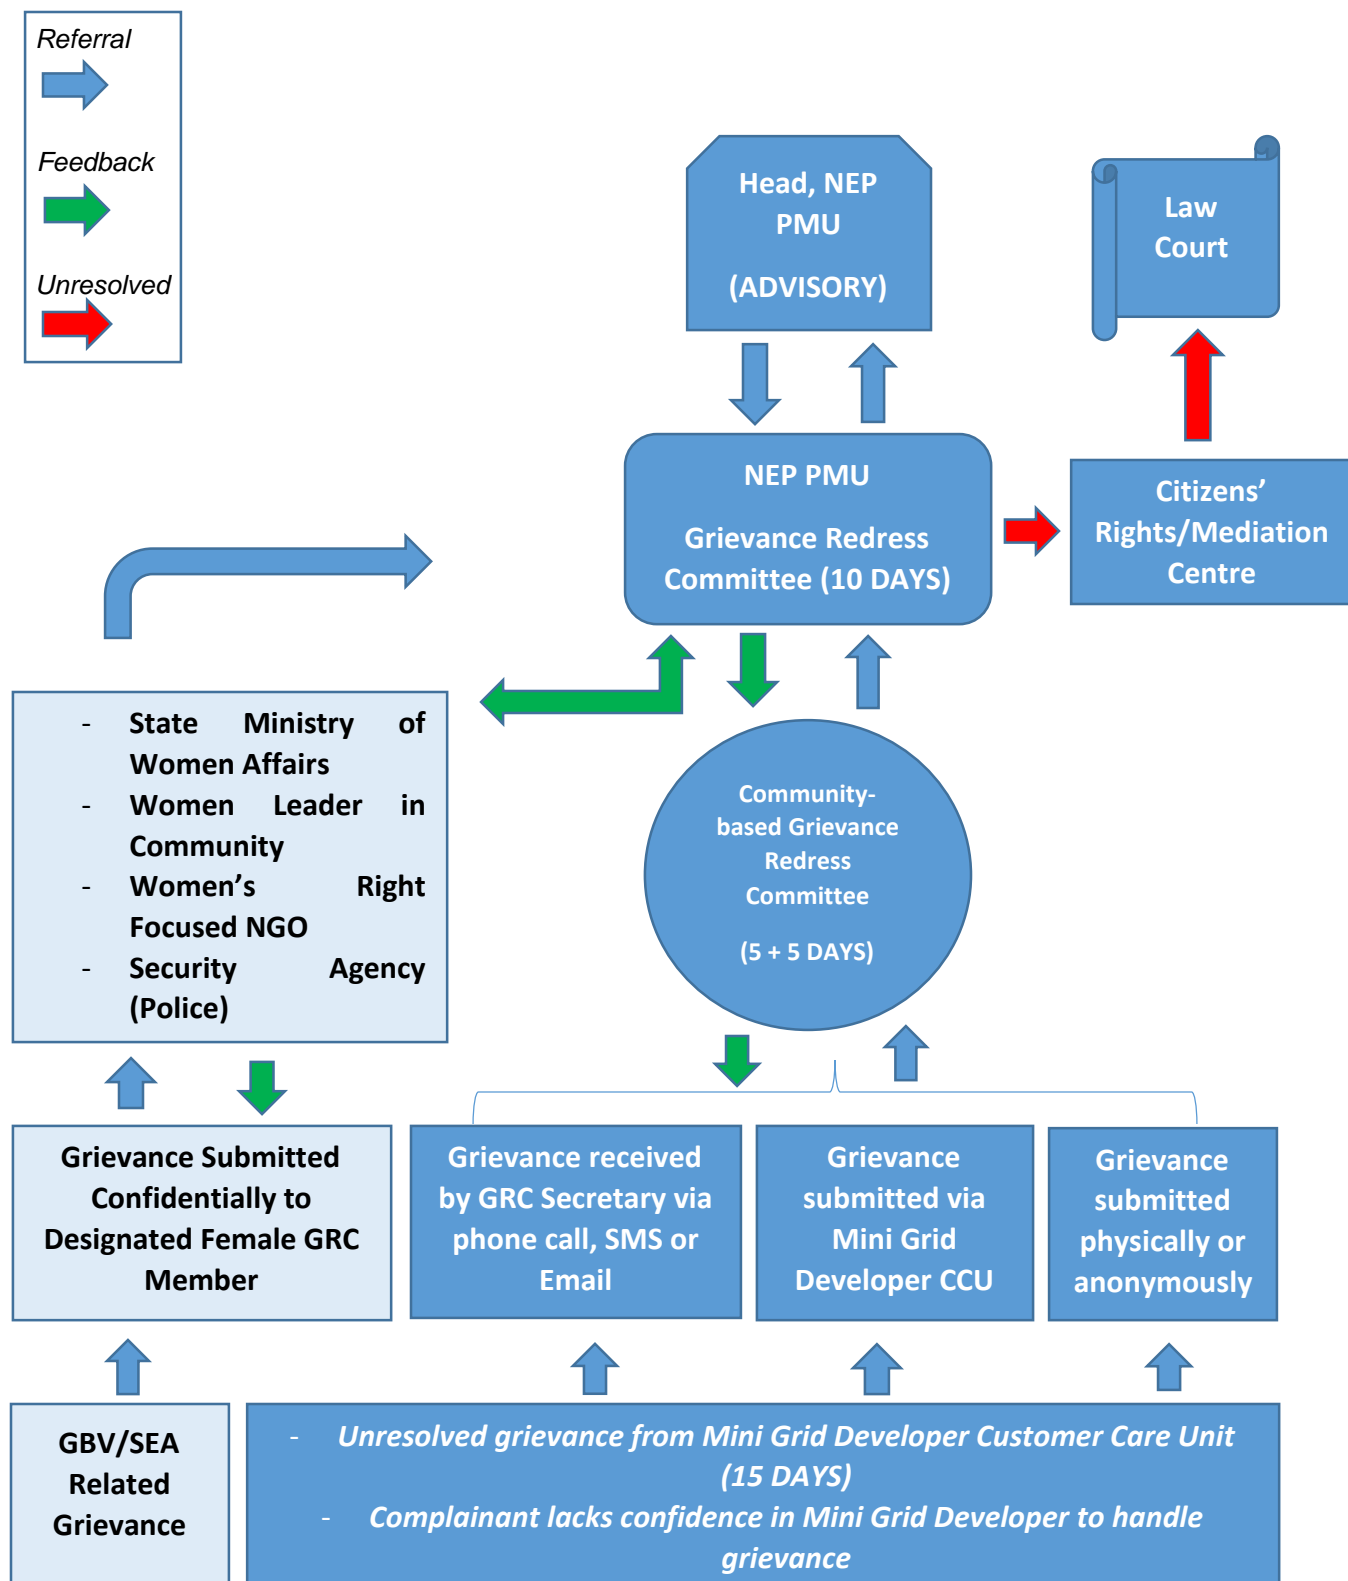 Referral
Feedback
Unresolved
Head, NEP
PMU
(ADVISORY)
Law
Court
NEP PMU
Grievance Redress
Committee (10 DAYS)
Citizens’
Rights/Mediation
Centre
- State Ministry of
Women Affairs
- Women Leader in
Community
- Women’s Right
Focused NGO
- Security Agency
(Police)
Community-
based Grievance
Redress
Committee
(5 + 5 DAYS)
Grievance Submitted
Confidentially to
Designated Female GRC
Member
Grievance received
by GRC Secretary via
phone call, SMS or
Email
Grievance
submitted via
Mini Grid
Developer CCU
Grievance
submitted
physically or
anonymously
GBV/SEA
Related
Grievance
- Unresolved grievance from Mini Grid Developer Customer Care Unit
(15 DAYS)
- Complainant lacks confidence in Mini Grid Developer to handle
grievance